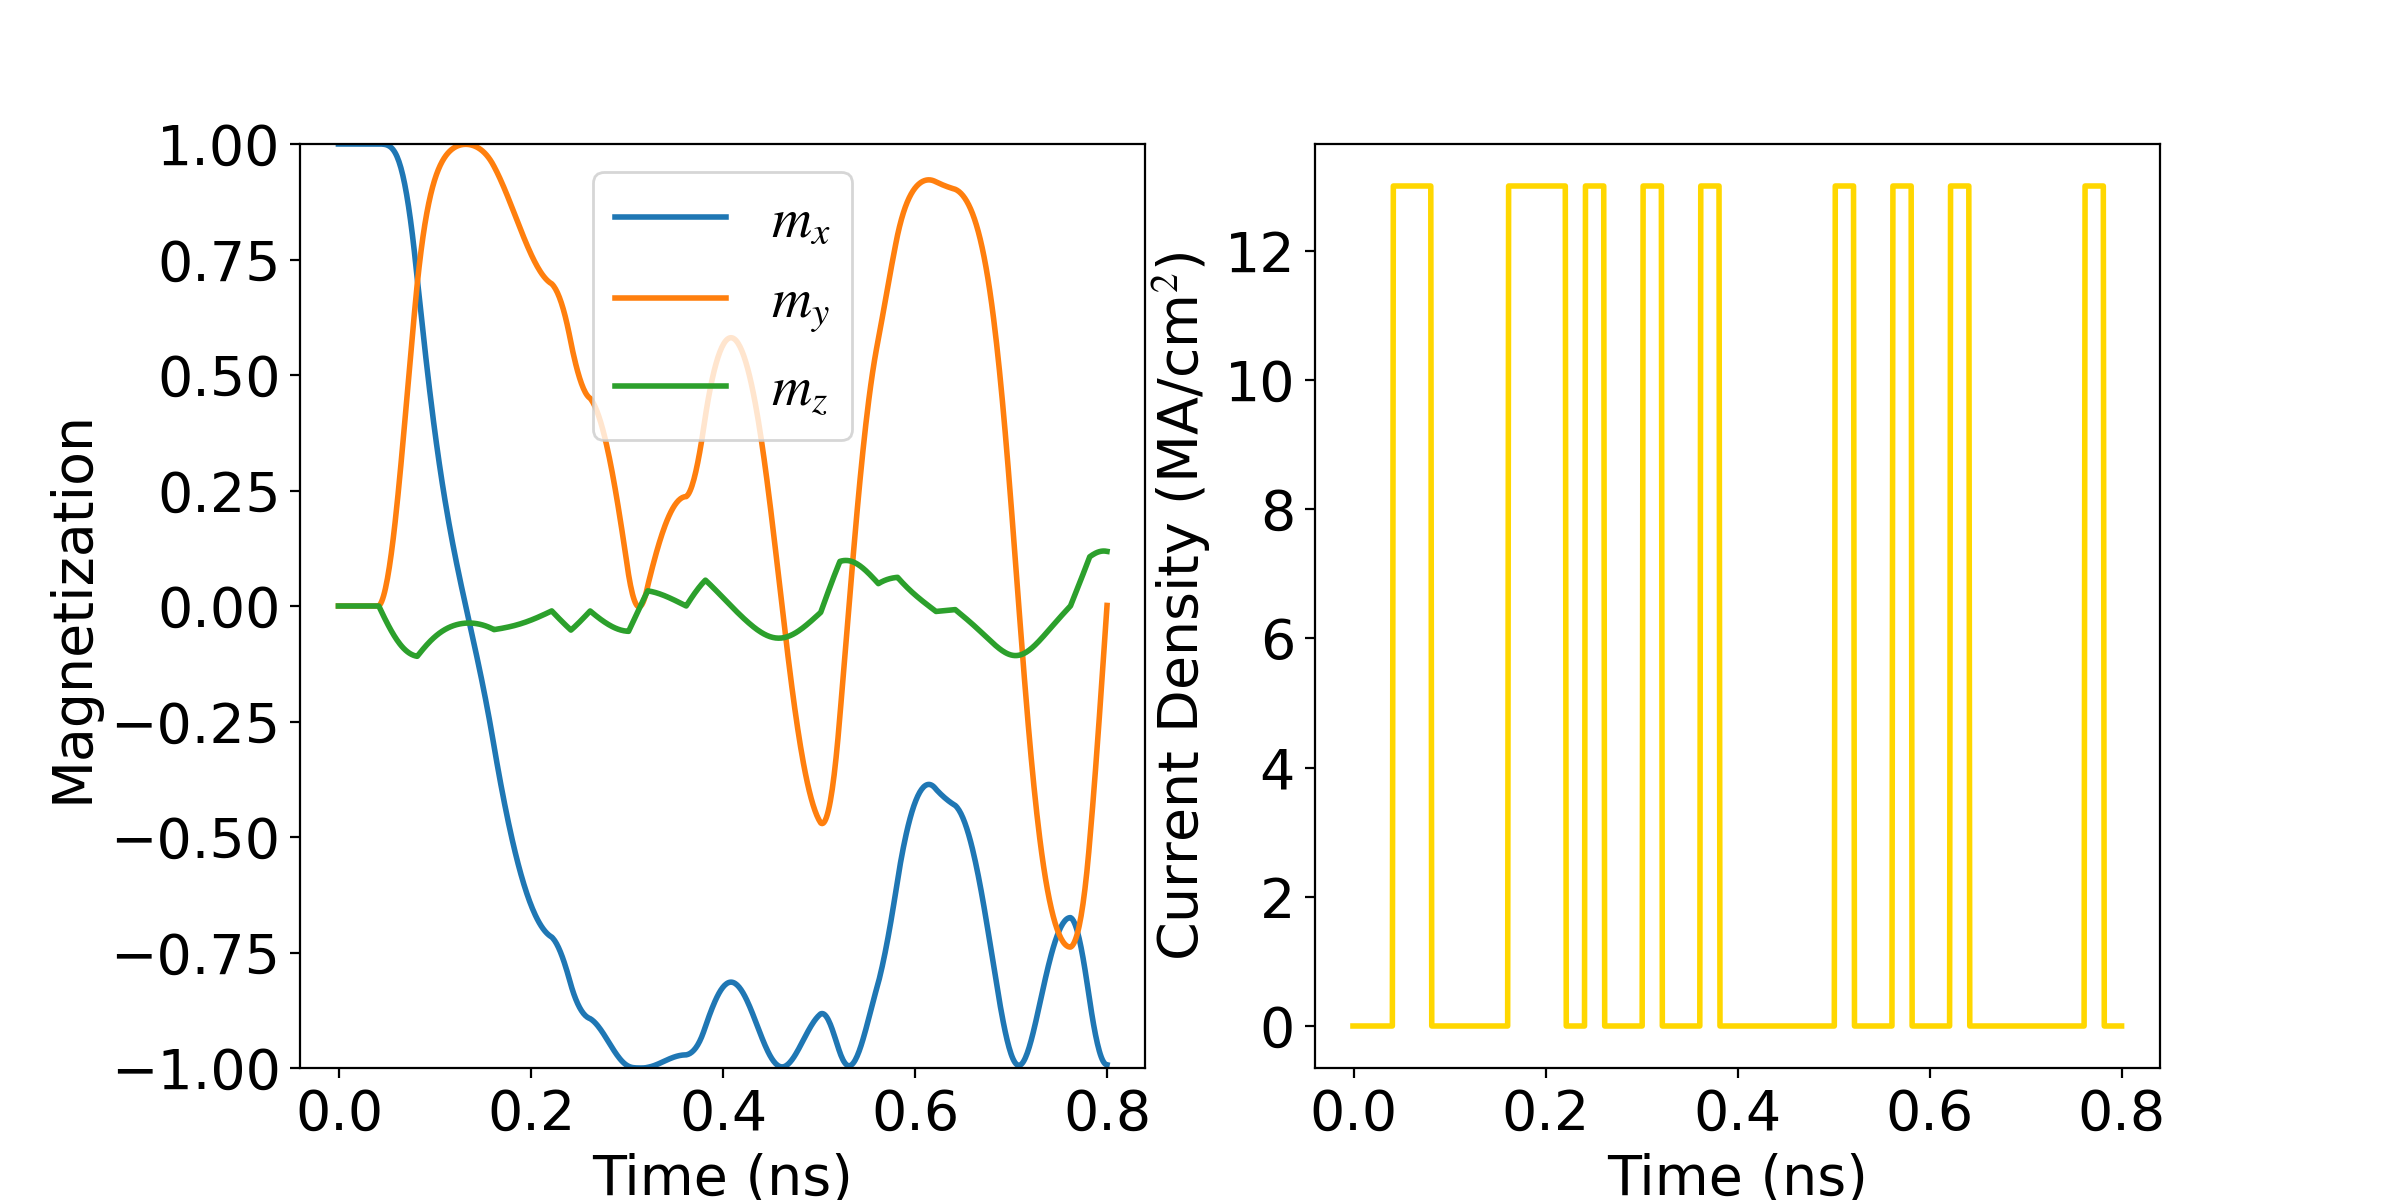 1.00
0.75
0.50
0.25
0.00
−0.25
−0.50
−0.75
−1.00
Magnetization
0.0 0.2 0.4 0.6 0.8
Time (ns)
m_x
m_y
m_z
12
10
8
6
4
2
0
Current Density (MA/cm²)
0.0 0.2 0.4 0.6 0.8
Time (ns)